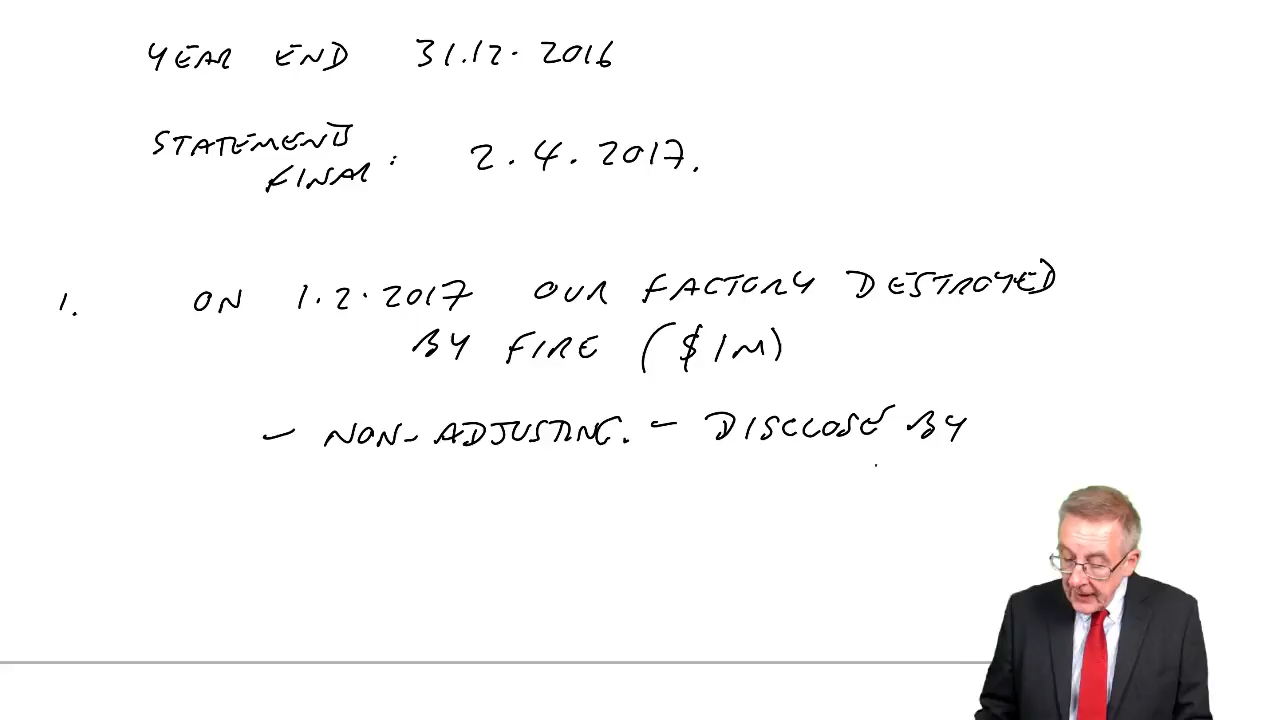 YEAR END 31.12.2016
STATEMENTS
FINAL: 2.4.2017.
1. ON 1.2.2017 OUR FACTORY DESTROYED
BY FIRE ($1M)
- NON-ADJUSTING. - DISCLOSE BY